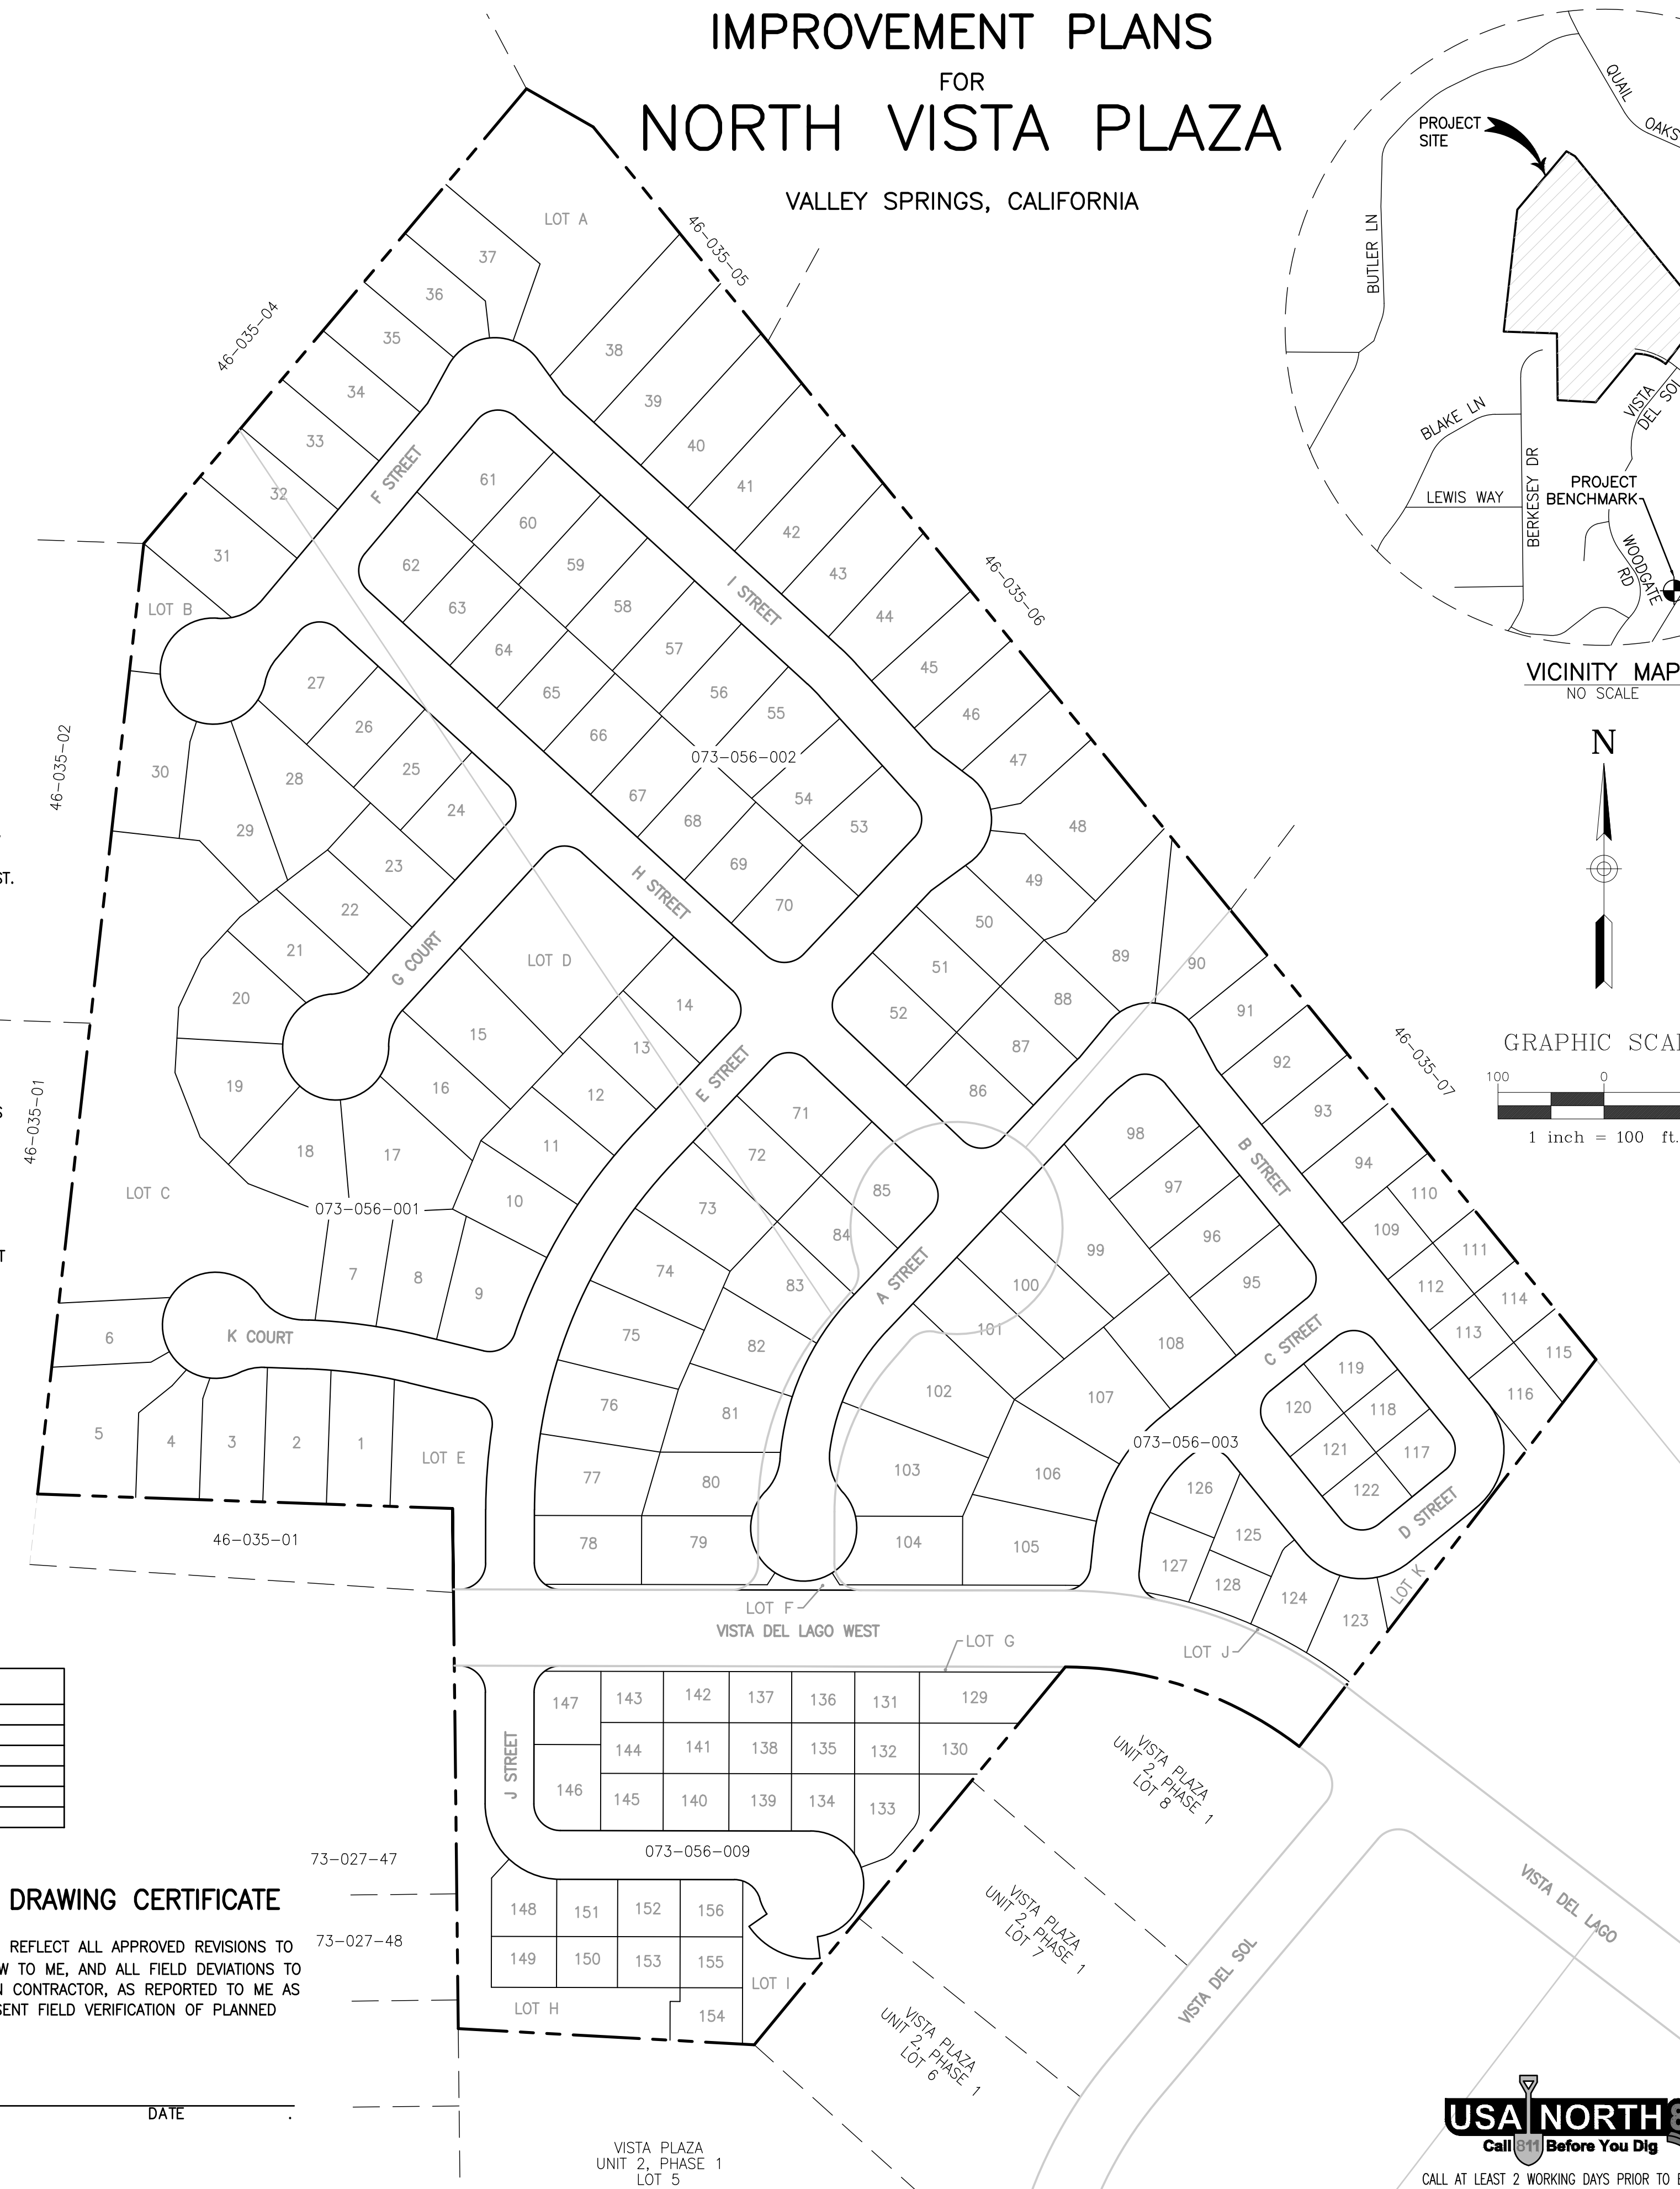 IMPROVEMENT PLANS
FOR
NORTH VISTA PLAZA
VALLEY SPRINGS, CALIFORNIA
QUAIL
OAKS
PROJECT
SITE
BUTLER LN
BLAKE LN
VISTA
DEL SOL
LEWIS WAY
BERKESEY DR
PROJECT
BENCHMARK
WOODGATE
RD
VICINITY MAP
NO SCALE
N
GRAPHIC SCAL
100
0
1 inch = 100 ft.
46-035-04
46-035-05
46-035-06
46-035-07
46-035-02
46-035-01
46-035-01
LOT A
37
36
35
34
33
32
31
LOT B
38
39
40
41
42
43
44
45
46
47
48
49
50
51
52
F STREET
I STREET
61
60
59
58
57
56
55
54
53
62
63
64
65
66
67
68
69
70
073-056-002
H STREET
27
26
25
24
28
29
30
23
22
21
20
19
18
17
16
15
G COURT
LOT D
14
13
12
11
10
9
8
7
073-056-001
LOT C
E STREET
71
72
73
74
75
76
77
78
79
80
81
82
83
84
85
86
87
88
89
90
91
92
93
94
110
109
111
112
114
113
115
116
A STREET
B STREET
98
97
96
95
99
100
101
102
103
104
105
106
107
108
C STREET
073-056-003
119
120
118
121
117
122
D STREET
126
125
127
128
124
123
LOT K
LOT J
6
K COURT
5
4
3
2
1
LOT E
LOT F
VISTA DEL LAGO WEST
LOT G
147
143
142
137
136
131
129
144
141
138
135
132
130
146
145
140
139
134
133
J STREET
073-056-009
148
151
152
156
149
150
153
155
LOT H
154
LOT I
VISTA PLAZA
UNIT 2, PHASE 1
LOT 8
VISTA PLAZA
UNIT 2, PHASE 1
LOT 7
VISTA PLAZA
UNIT 2, PHASE 1
LOT 6
VISTA PLAZA
UNIT 2, PHASE 1
LOT 5
VISTA DEL SOL
VISTA DEL LAGO
73-027-47
73-027-48
ST.
S
T
DRAWING CERTIFICATE
REFLECT ALL APPROVED REVISIONS TO
W TO ME, AND ALL FIELD DEVIATIONS TO
N CONTRACTOR, AS REPORTED TO ME AS
SENT FIELD VERIFICATION OF PLANNED
DATE .
USA NORTH 8
Call 811 Before You Dig
CALL AT LEAST 2 WORKING DAYS PRIOR TO E